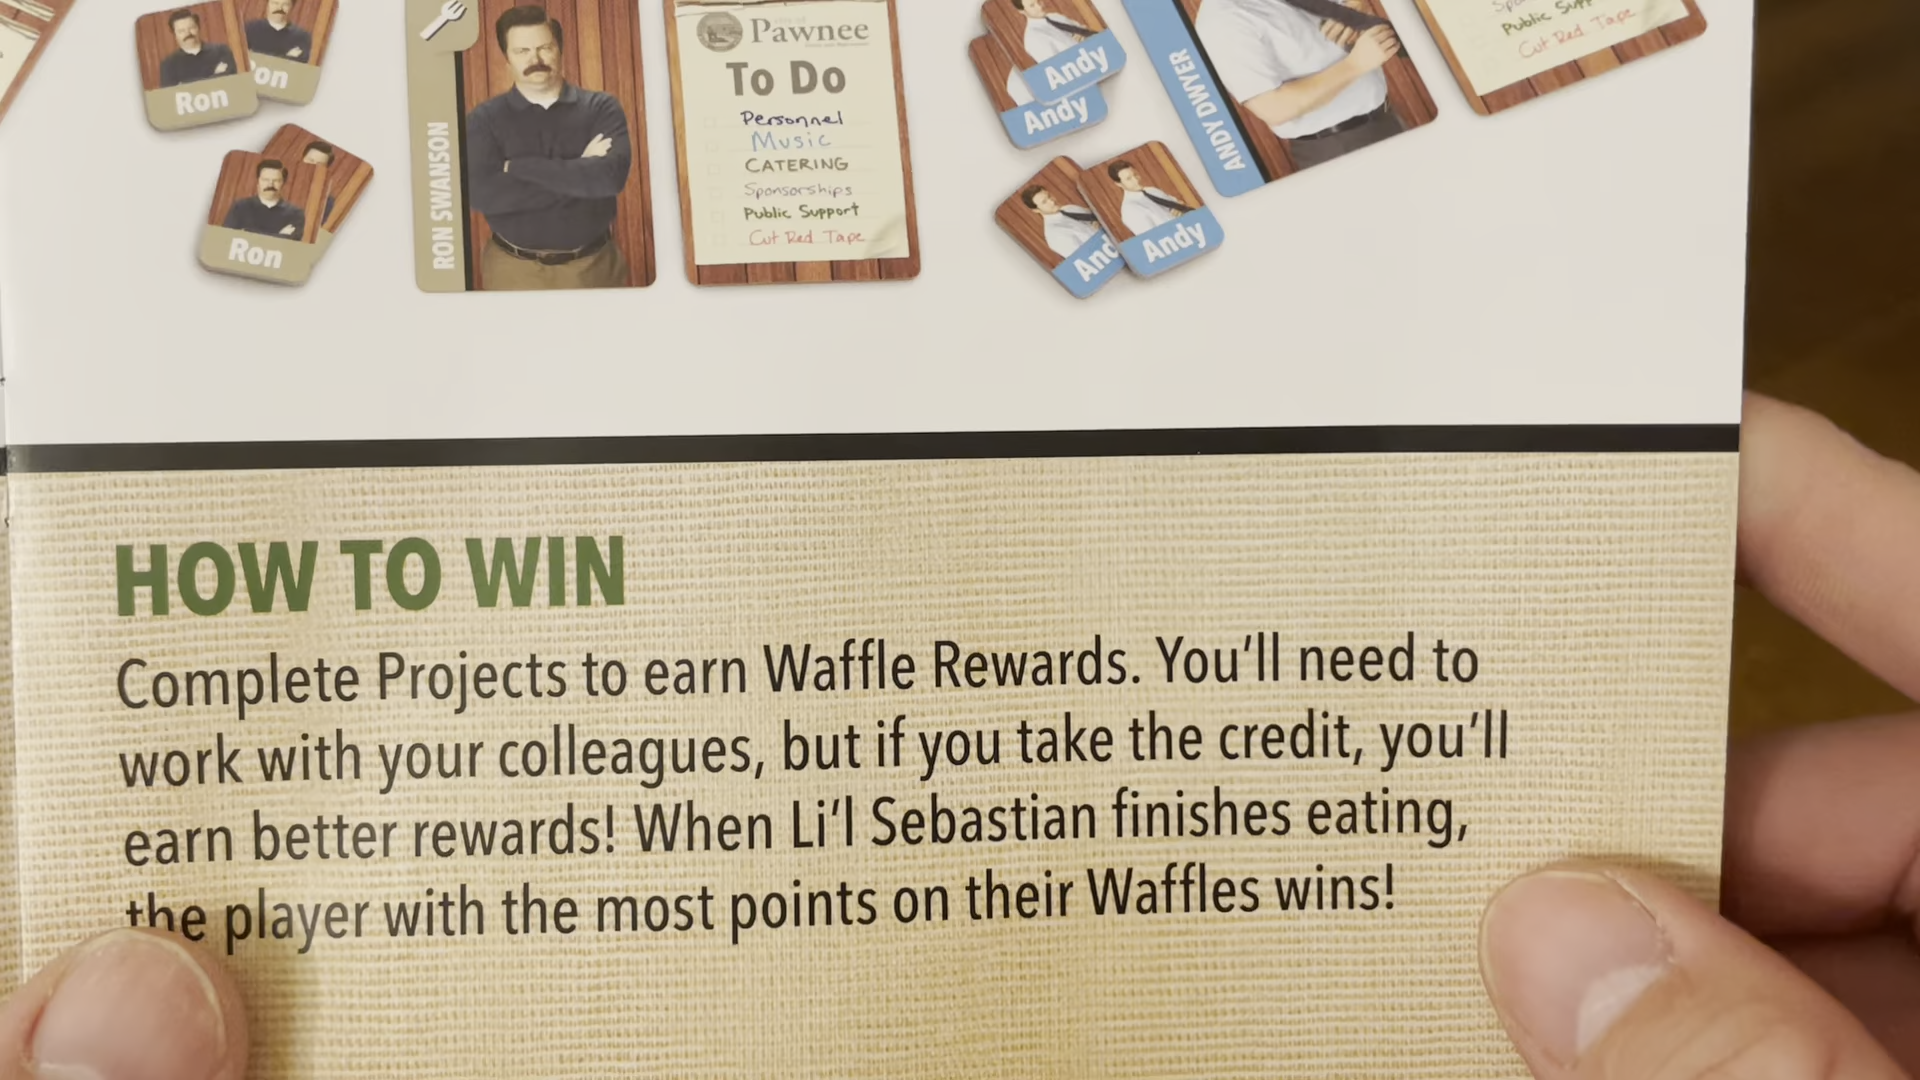 Ron
on
Ron
RON SWANSON
Pawnee
To Do
Personnel
Music
CATERING
Sponsorships
Public Support
Cut Red Tape
Andy
Andy
And
Andy
ANDY DWYER
Public Supp
Cut Red Tape
HOW TO WIN
Complete Projects to earn Waffle Rewards. You'll need to
work with your colleagues, but if you take the credit, you'll
earn better rewards! When Li'l Sebastian finishes eating,
the player with the most points on their Waffles wins!